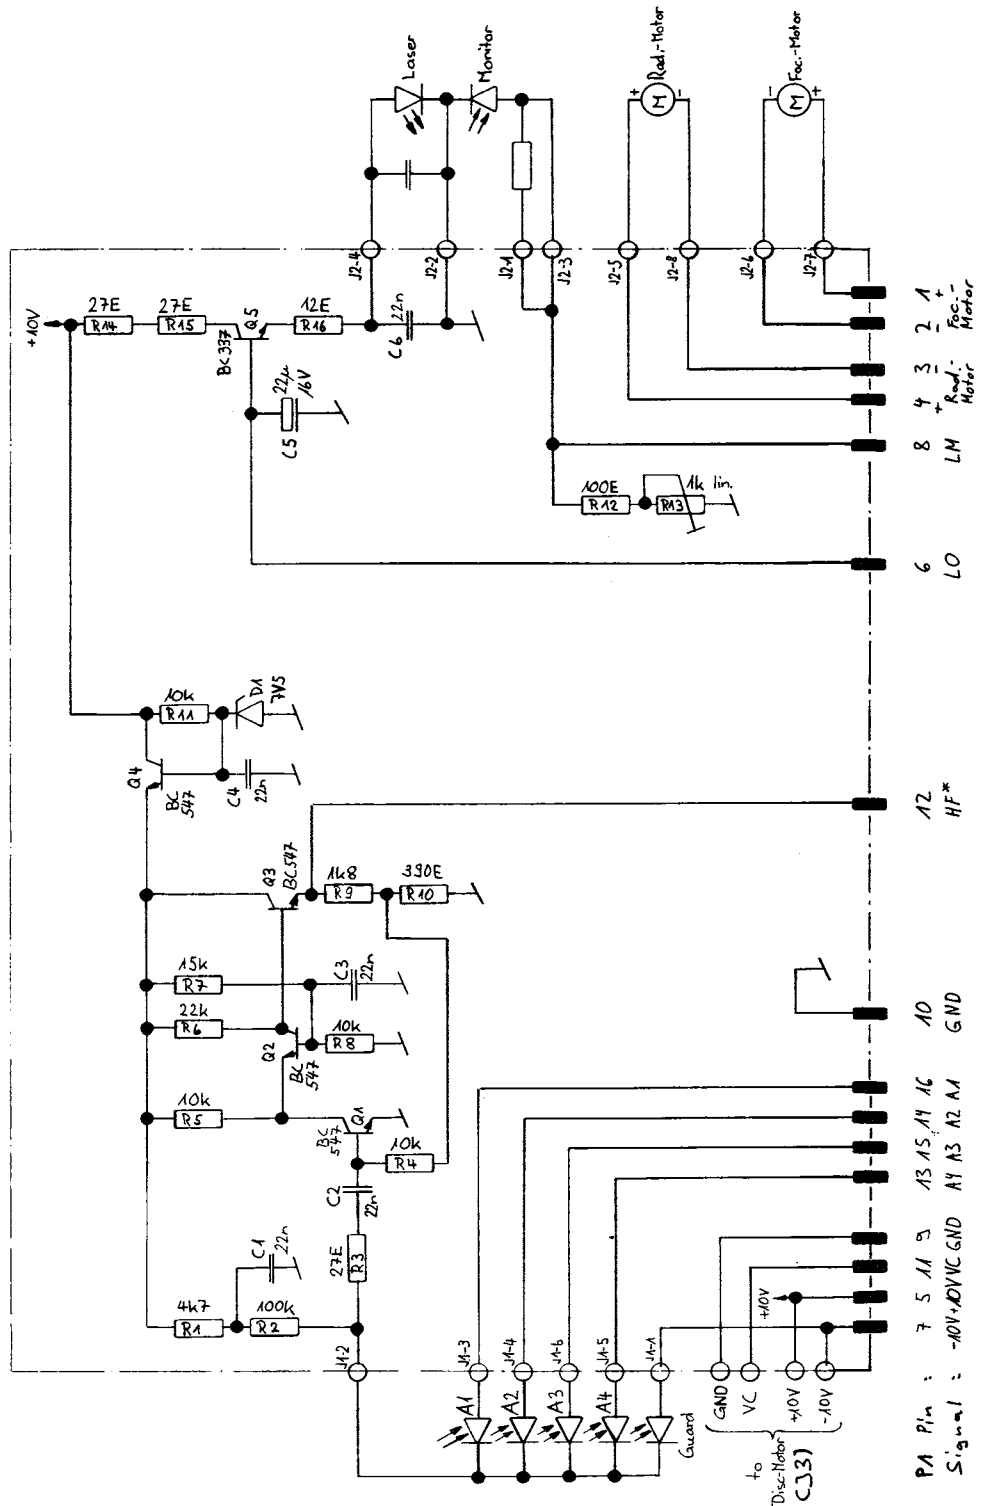 +10V
27E
R14
27E
R15
BC337
Q5
12E
R16
22n
C6
22µ
16V
C5
Laser
Monitor
J2-4
J2-2
J2-1
J2-3
J2-5
J2-8
J2-6
J2-7
+
M
-
Radi.-Motor
-
M
+
Foc.-Motor
100E
R12
1k lin.
R13
10k
R11
D1
7V5
Q4
BC
547
C4
22n
Q3
BC547
1k8
R9
390E
R10
15k
R7
C3
22n
22k
R6
Q2
BC
547
10k
R8
10k
R5
BC
547
Q1
10k
R4
C2
22n
27E
R3
C1
22n
4k7
R1
100k
R2
J1-2
J1-3
J1-4
J1-6
J1-5
J1-1
A1
A2
A3
A4
Guard
GND
VC
+10V
-10V
+10V
to
Disc-Motor
(33)
P1 Pin : 7 5 11 9 13 15 14 16 10 12 6 8 4 3 2 1
Signal : -10V +10V VC GND A4 A3 A2 A1 GND HF* LO LM + Radi.- Motor - - Foc.- Motor +